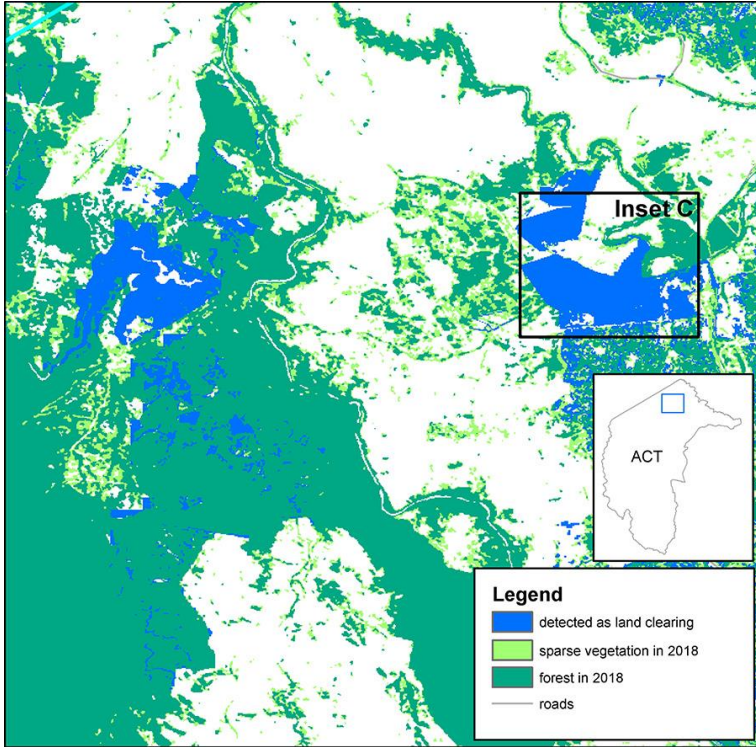 Inset C
ACT
Legend
detected as land clearing
sparse vegetation in 2018
forest in 2018
roads